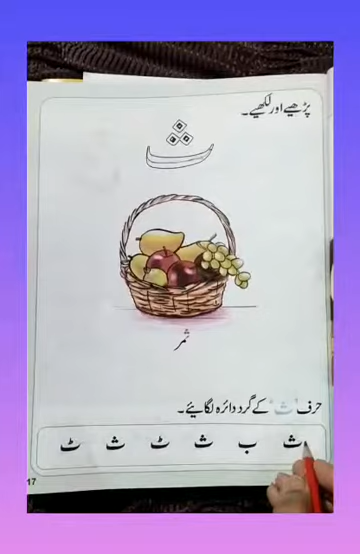 پڑھیے اور لکھیے۔
ث
ثمر
حرف "ث" کے گرد دائرہ لگائیے۔
ث ب ث ٹ ث ٹ
17